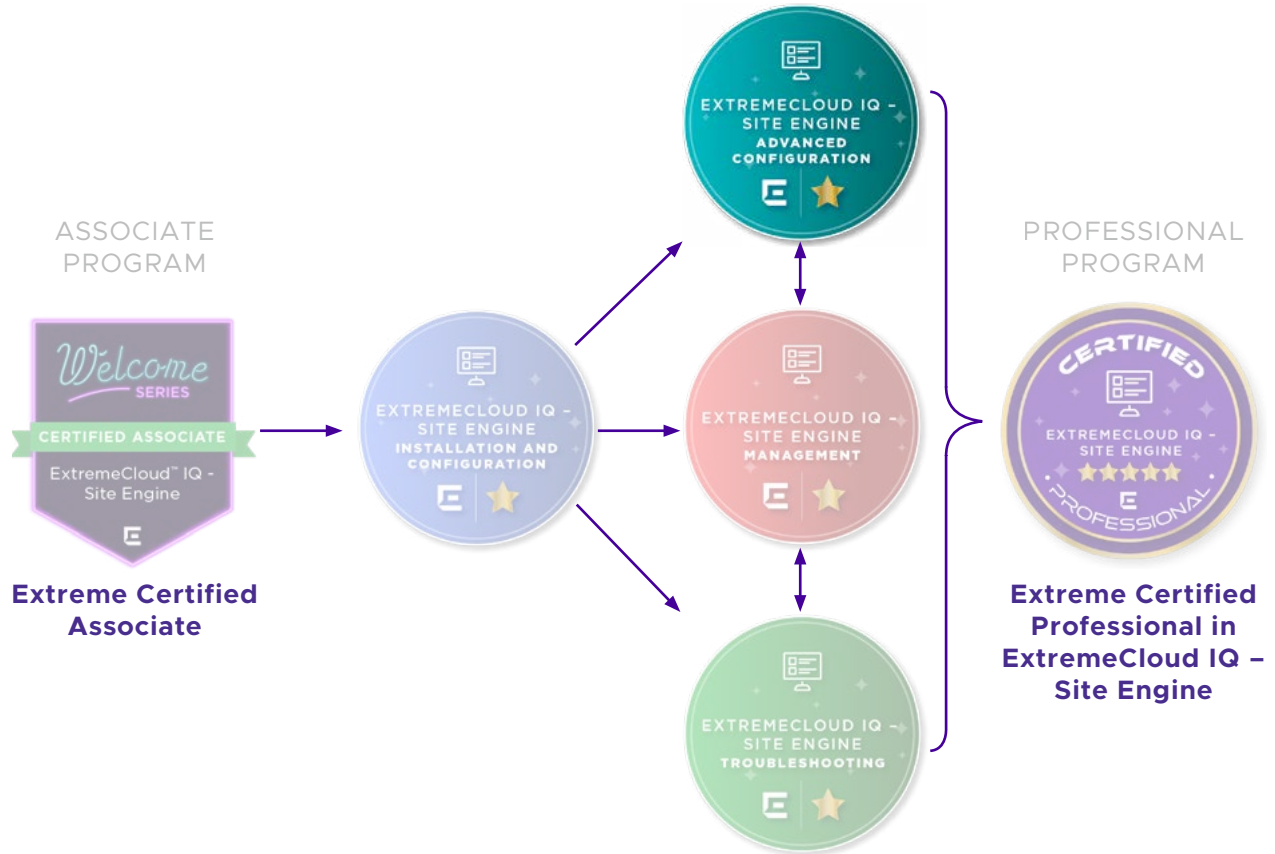 ASSOCIATE
PROGRAM
Welcome
SERIES
CERTIFIED ASSOCIATE
ExtremeCloud™ IQ -
Site Engine
E
Extreme Certified
Associate
EXTREMECLOUD IQ –
SITE ENGINE
INSTALLATION AND
CONFIGURATION
E
EXTREMECLOUD IQ –
SITE ENGINE
ADVANCED
CONFIGURATION
E
EXTREMECLOUD IQ –
SITE ENGINE
MANAGEMENT
E
EXTREMECLOUD IQ –
SITE ENGINE
TROUBLESHOOTING
E
PROFESSIONAL
PROGRAM
CERTIFIED
EXTREMECLOUD IQ –
SITE ENGINE
E
• PROFESSIONAL •
Extreme Certified
Professional in
ExtremeCloud IQ –
Site Engine